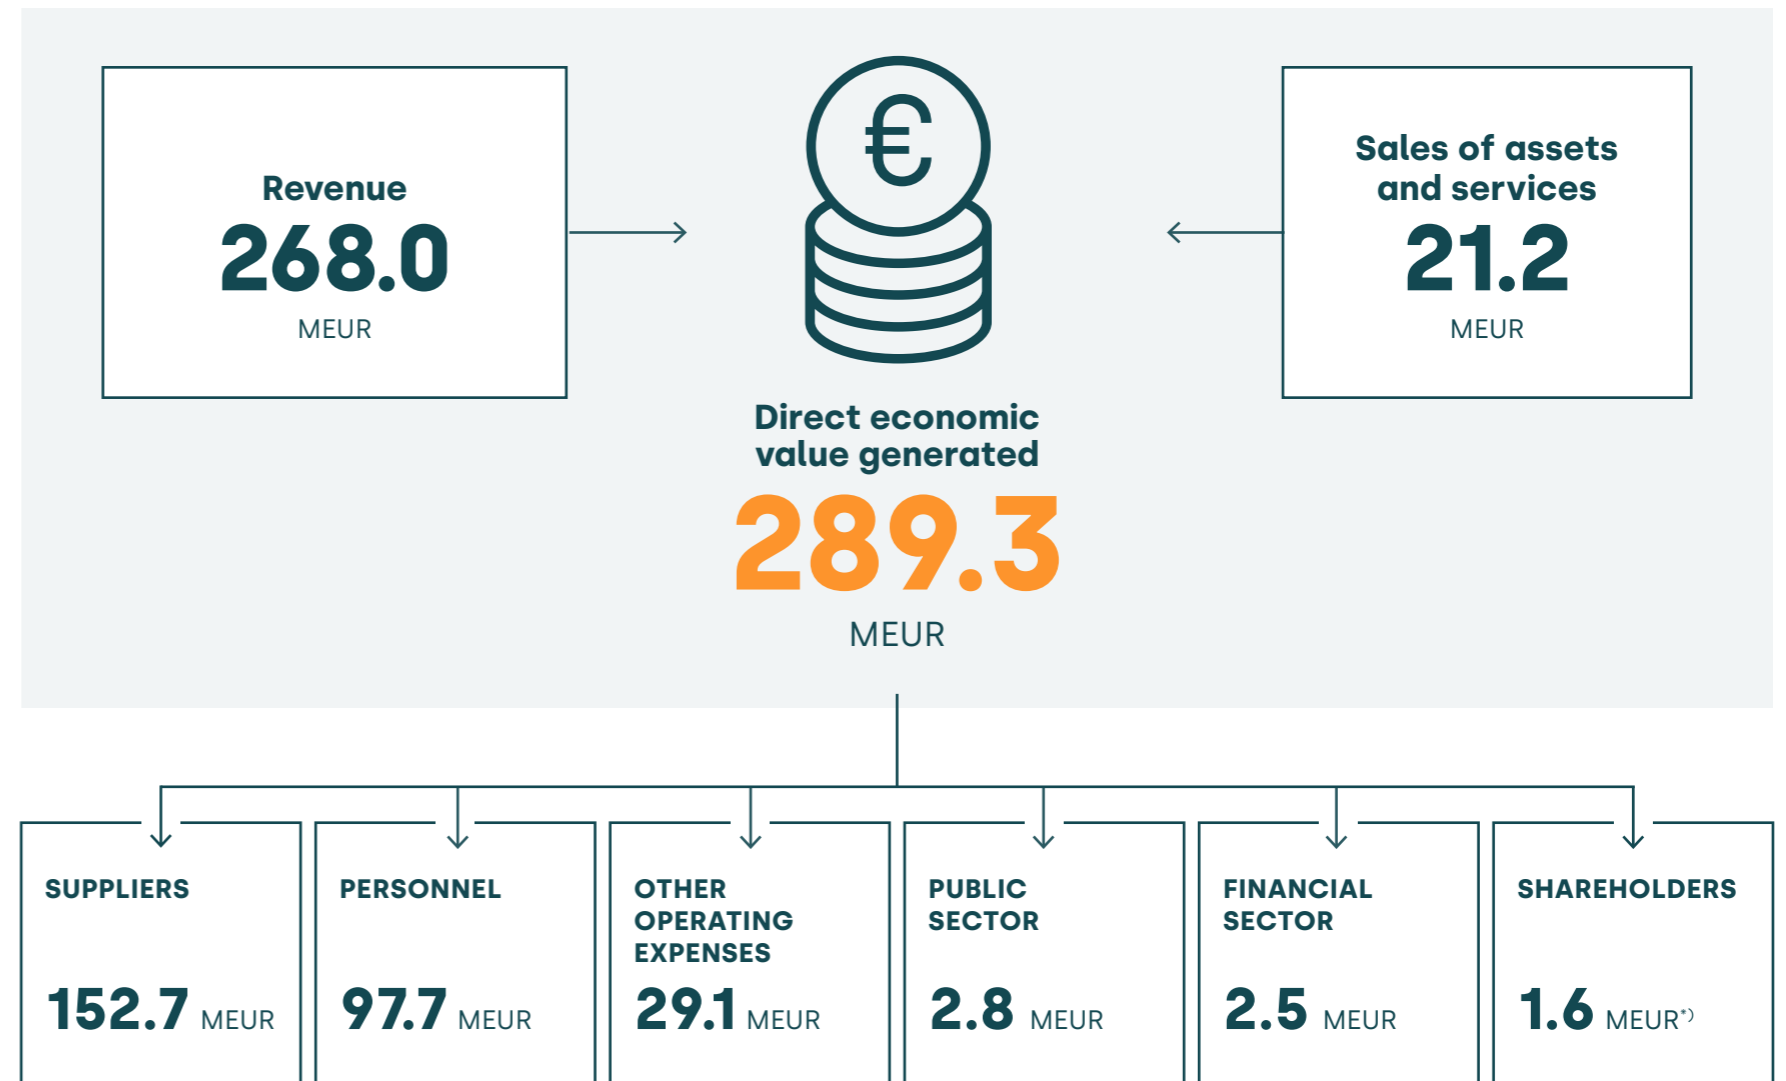 Revenue
268.0
MEUR
€
Sales of assets
and services
21.2
MEUR
Direct economic
value generated
289.3
MEUR
SUPPLIERS
152.7 MEUR
PERSONNEL
97.7 MEUR
OTHER
OPERATING
EXPENSES
29.1 MEUR
PUBLIC
SECTOR
2.8 MEUR
FINANCIAL
SECTOR
2.5 MEUR
SHAREHOLDERS
1.6 MEUR*)